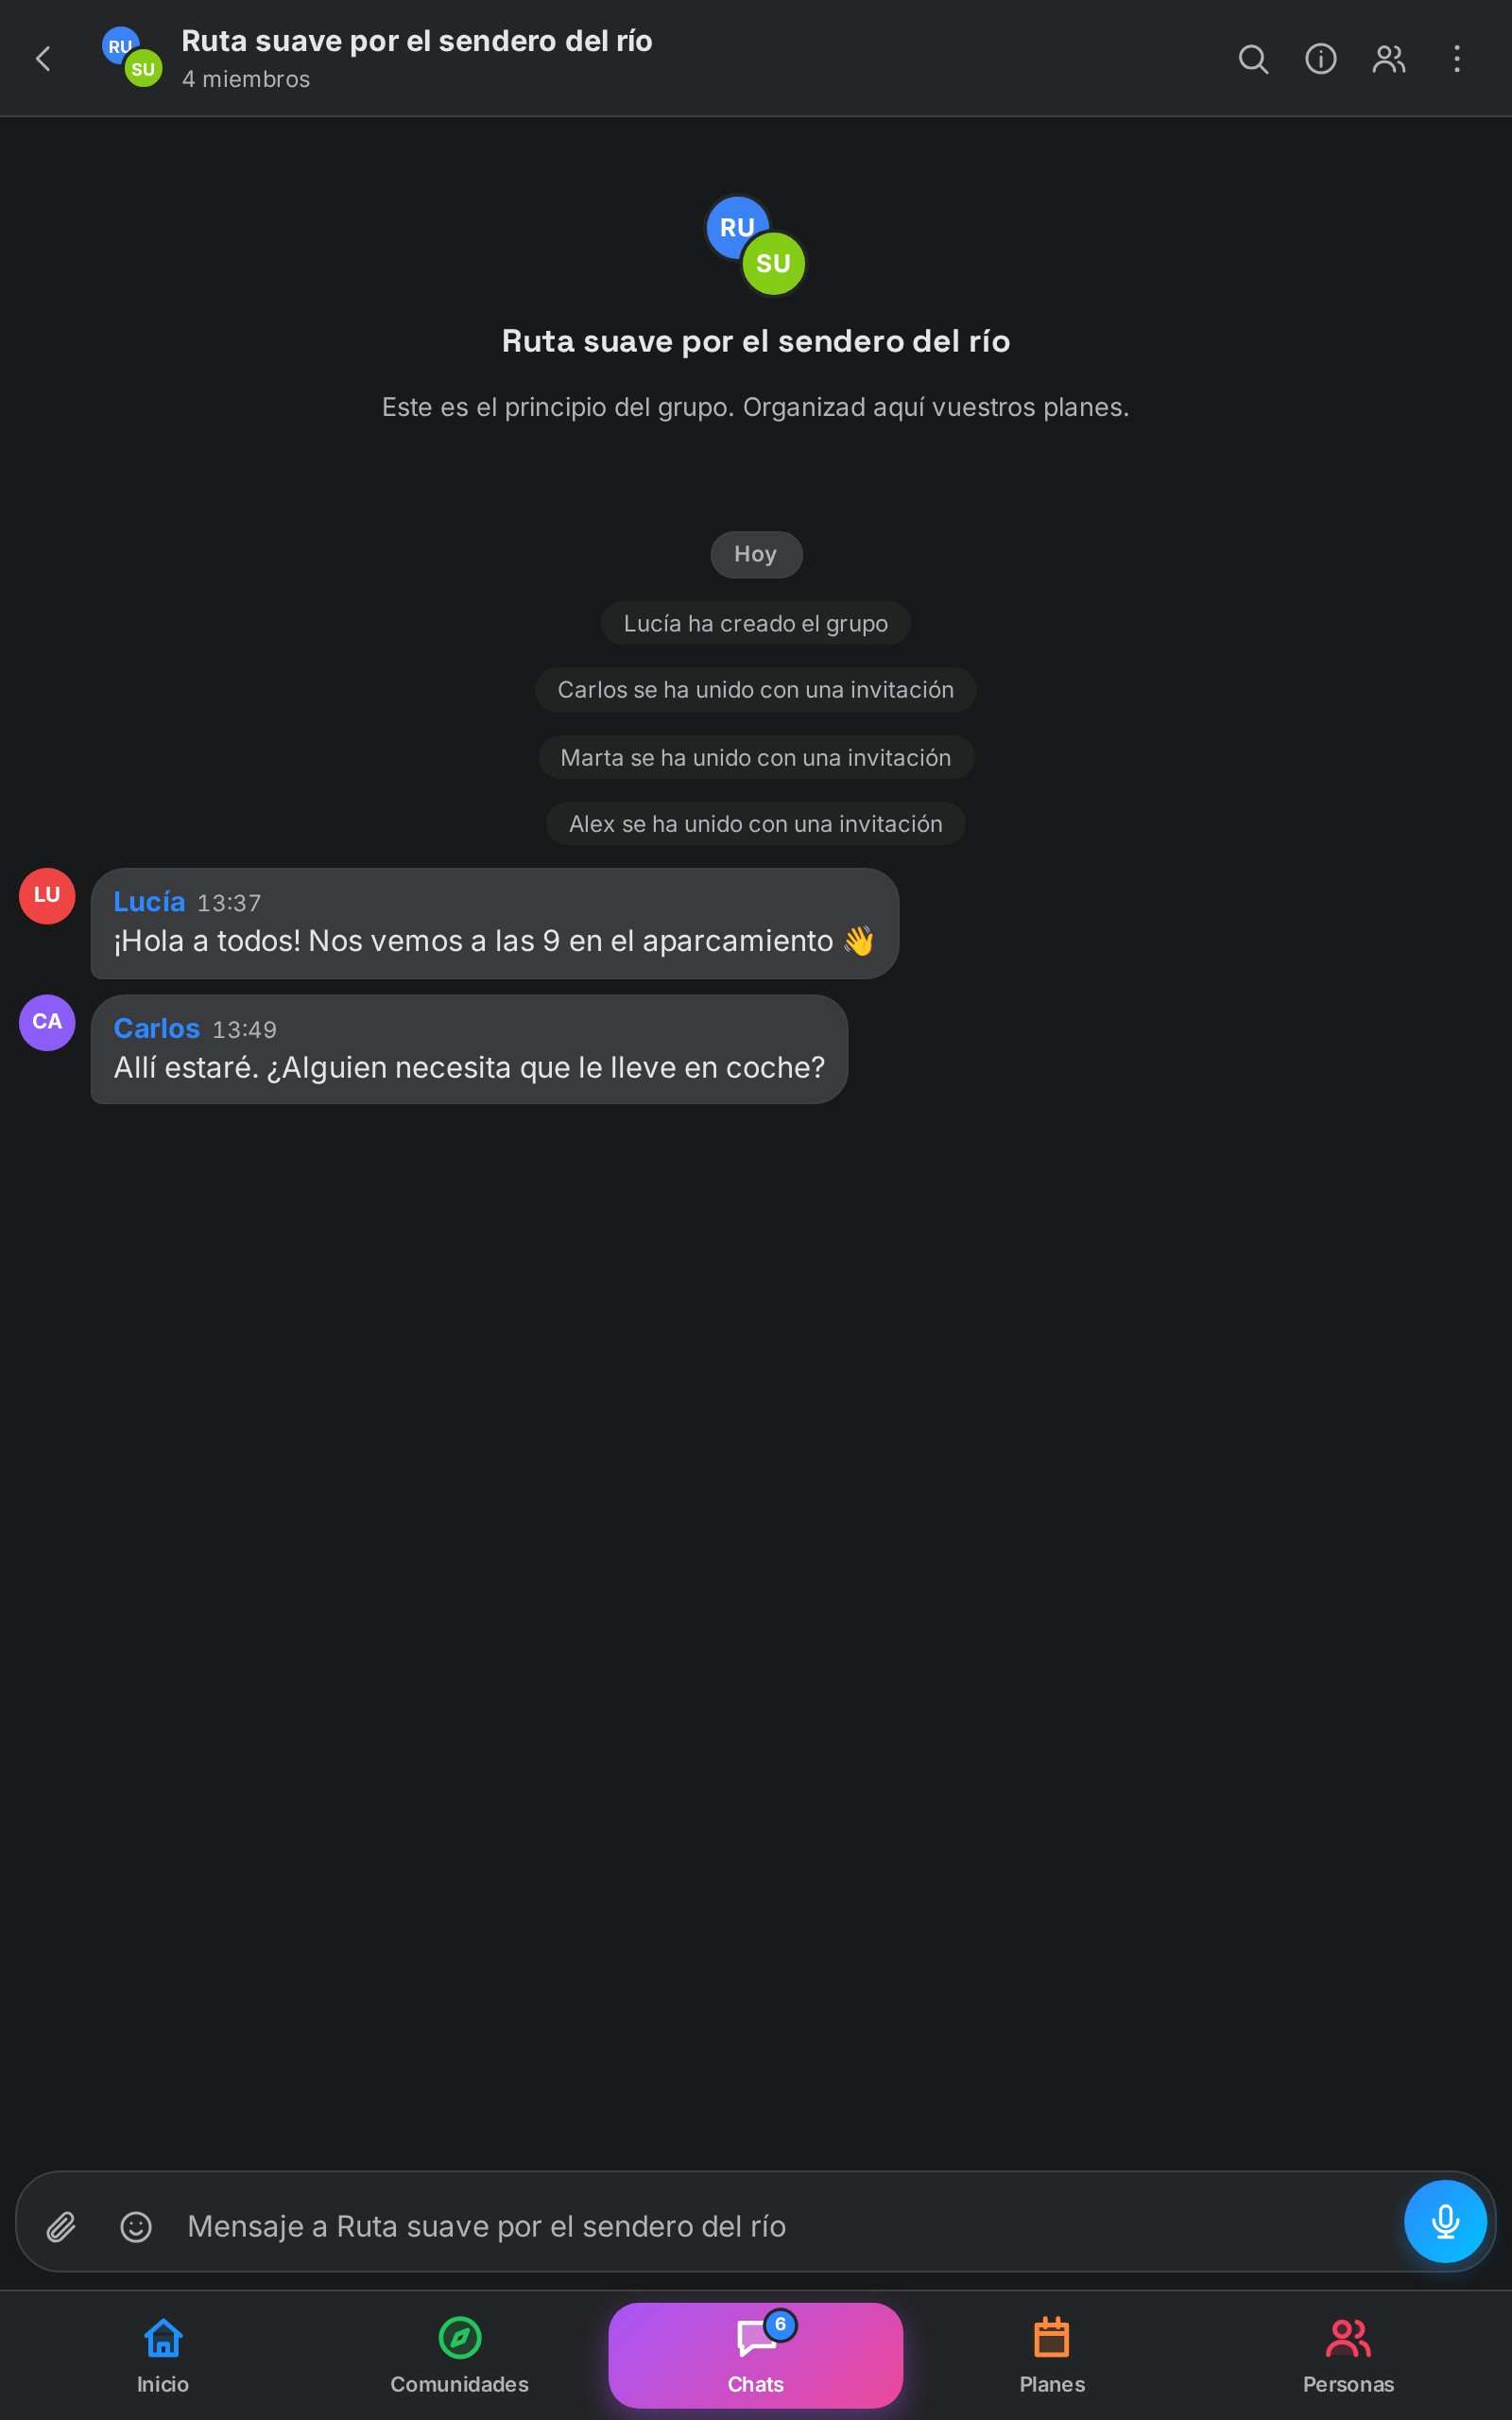 RU
SU
Ruta suave por el sendero del río
4 miembros
RU
SU
Ruta suave por el sendero del río
Este es el principio del grupo. Organizad aquí vuestros planes.
Hoy
Lucía ha creado el grupo
Carlos se ha unido con una invitación
Marta se ha unido con una invitación
Alex se ha unido con una invitación
LU
Lucía 13:37
¡Hola a todos! Nos vemos a las 9 en el aparcamiento 👋
CA
Carlos 13:49
Allí estaré. ¿Alguien necesita que le lleve en coche?
Mensaje a Ruta suave por el sendero del río
6
Inicio
Comunidades
Chats
Planes
Personas